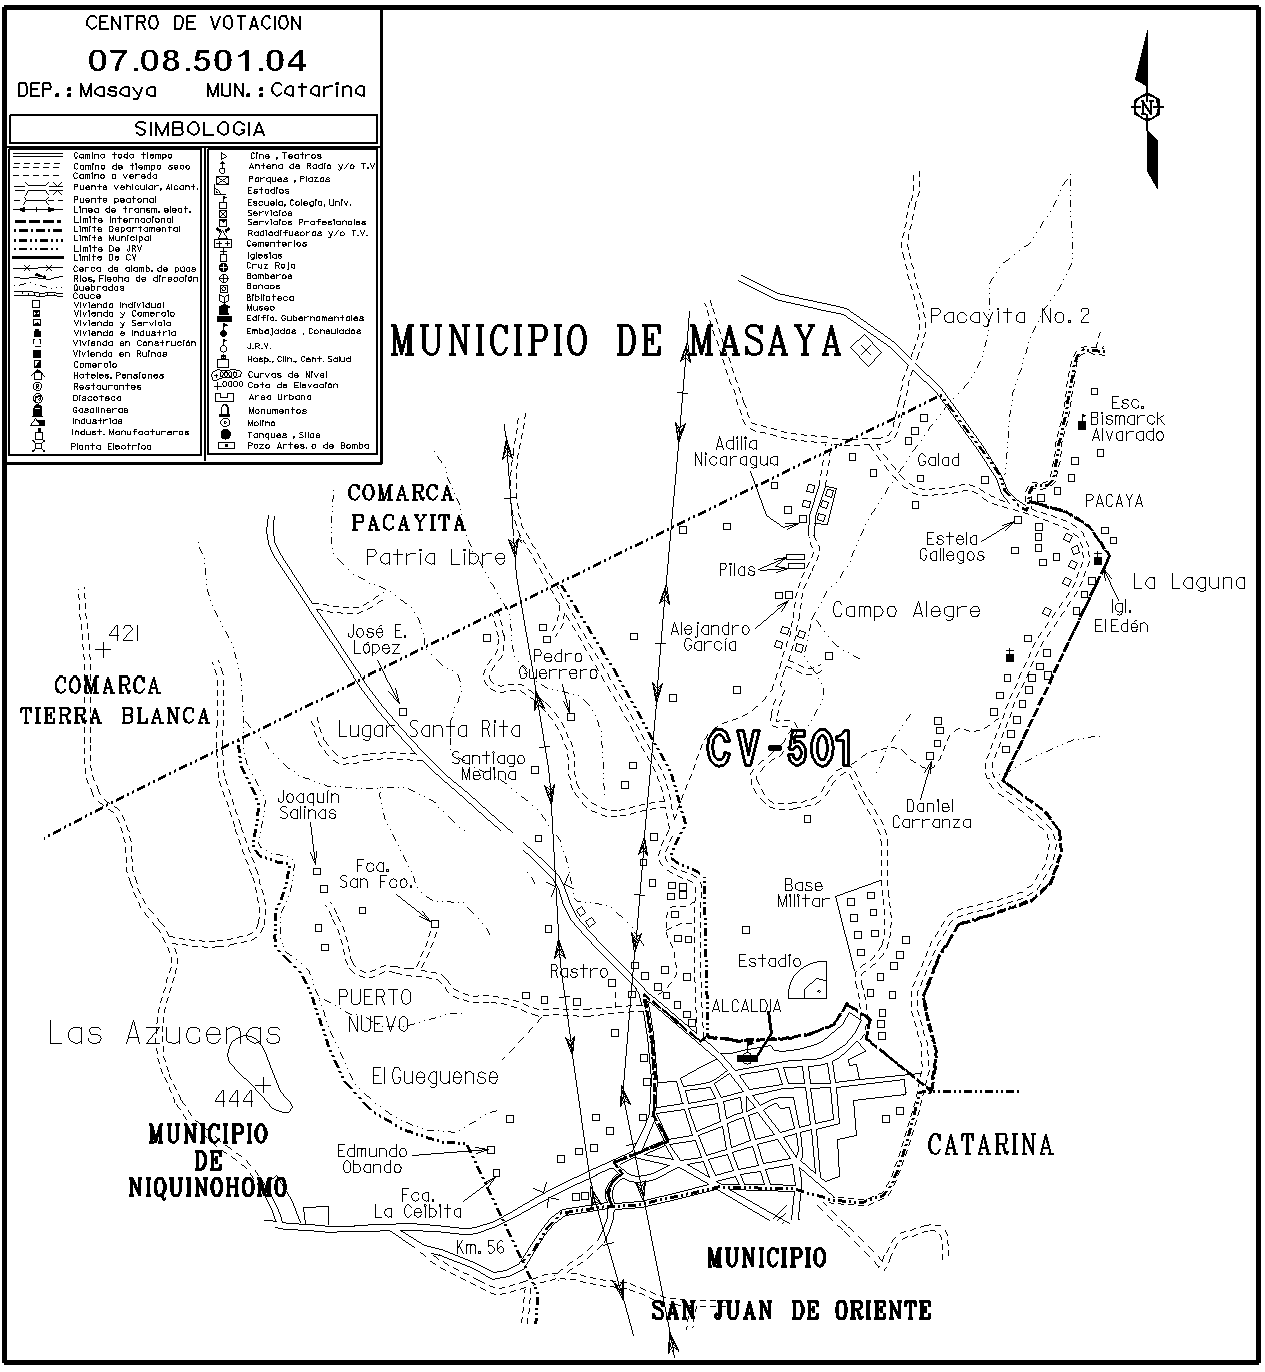 CENTRO DE VOTACION
07.08.501.04
DEP.: Masaya MUN.: Catarina
SIMBOLOGIA
Camino todo tiempo
Camino de tiempo seco
Camino o vereda
Puente vehicular, Alcant.
Puente peatonal
Linea de transm. elect.
Limite Internacional
Limite Departamental
Limite Municipal
Limite De JRV
Limite De CV
Cerca de alamb. de púas
Rios, Flecha de dirección
Quebradas
Cauce
Vivienda Individual
Vivienda y Comercio
Vivienda y Servicio
Vivienda e Industria
Vivienda en Construción
Vivienda en Ruinas
Comercio
Hoteles, Pensiones
Restaurantes
Discoteca
Gasolineras
Industrias
Indust. Manufactureras
Planta Electrica
Cine , Teatros
Antena de Radio y/o T.V
Parques , Plazas
Estadios
Escuela, Colegio, Univ.
Servicios
Servicios Profesionales
Radiodifusoras y/o T.V.
Cementerios
Iglesias
Cruz Roja
Bomberos
Bancos
Biblioteca
Museo
Edific. Gubernamentales
Embajadas , Consulados
J.R.V.
Hosp., Clin., Cent. Salud
Curvas de Nivel
Cota de Elevación
Area Urbana
Monumentos
Molino
Tanques , Silos
Pozo Artes. o de Bomba
N
MUNICIPIO DE MASAYA
Pacayita No. 2
Esc.
Bismarck
Alvarado
Adilia
Nicaragua
Galad
PACAYA
COMARCA
PACAYITA
Patria Libre
Estela
Gallegos
Pilas
La Laguna
Igl.
El Edén
Campo Alegre
Alejandro
García
José E.
López
421
Pedro
Guerrero
COMARCA
TIERRA BLANCA
Lugar Santa Rita
CV-501
Santiago
Medina
Joaquín
Salinas
Daniel
Carranza
Fca.
San Fco.
Base
Militar
Rastro
Estadio
PUERTO
NUEVO
ALCALDIA
Las Azucenas
El Gueguense
444
MUNICIPIO
DE
NIQUINOHOMO
Edmundo
Obando
CATARINA
Fca.
La Ceibita
Km. 56
MUNICIPIO
SAN JUAN DE ORIENTE